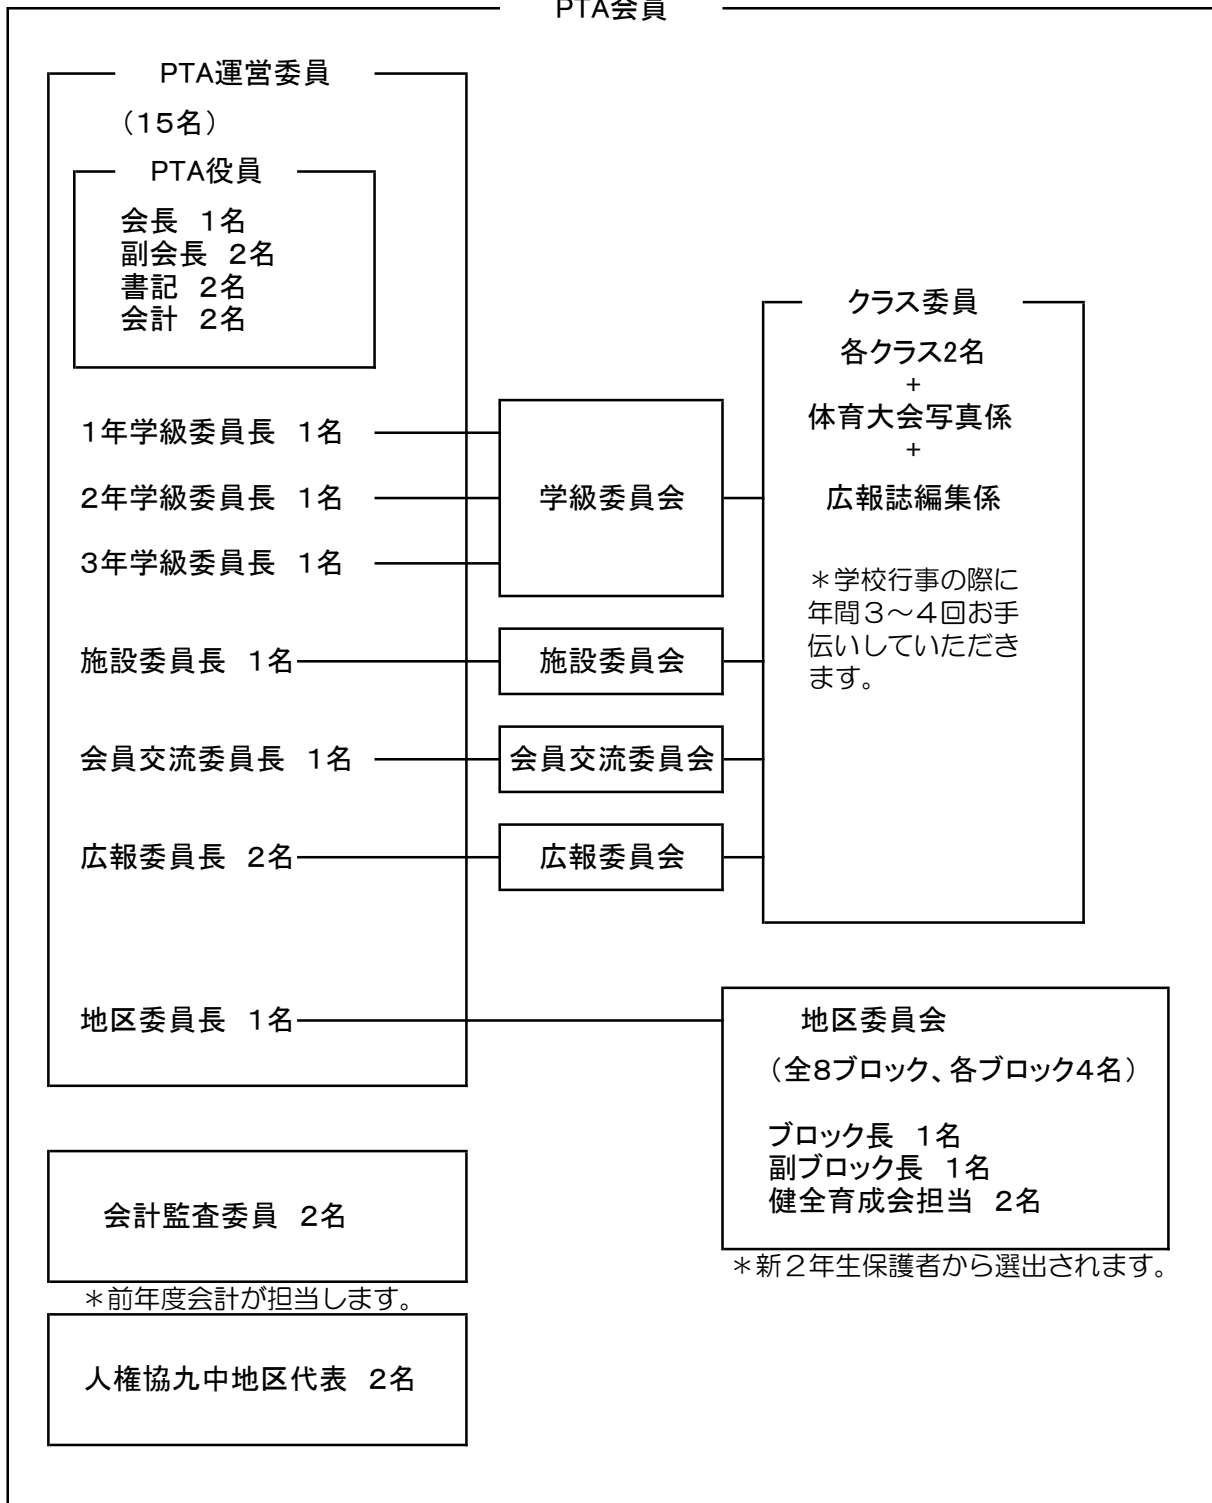 PTA会員
PTA運営委員
（15名）
PTA役員
会長　1名
副会長　2名
書記　2名
会計　2名
1年学級委員長　1名
2年学級委員長　1名
3年学級委員長　1名
施設委員長　1名
会員交流委員長　1名
広報委員長　2名
地区委員長　1名
学級委員会
施設委員会
会員交流委員会
広報委員会
クラス委員
各クラス2名
+
体育大会写真係
+
広報誌編集係
＊学校行事の際に
年間３～４回お手
伝いしていただき
ます。
地区委員会
（全8ブロック、各ブロック4名）
ブロック長　1名
副ブロック長　1名
健全育成会担当　2名
＊新２年生保護者から選出されます。
会計監査委員　2名
＊前年度会計が担当します。
人権協九中地区代表　2名